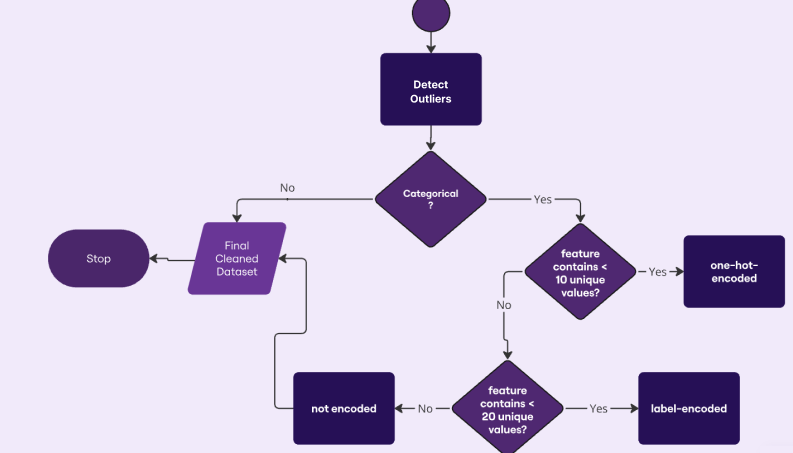 Detect
Outliers
Categorical
?
No
Yes
Stop
Final
Cleaned
Dataset
feature
contains <
10 unique
values?
Yes
one-hot-
encoded
No
not encoded
No
feature
contains <
20 unique
values?
Yes
label-encoded